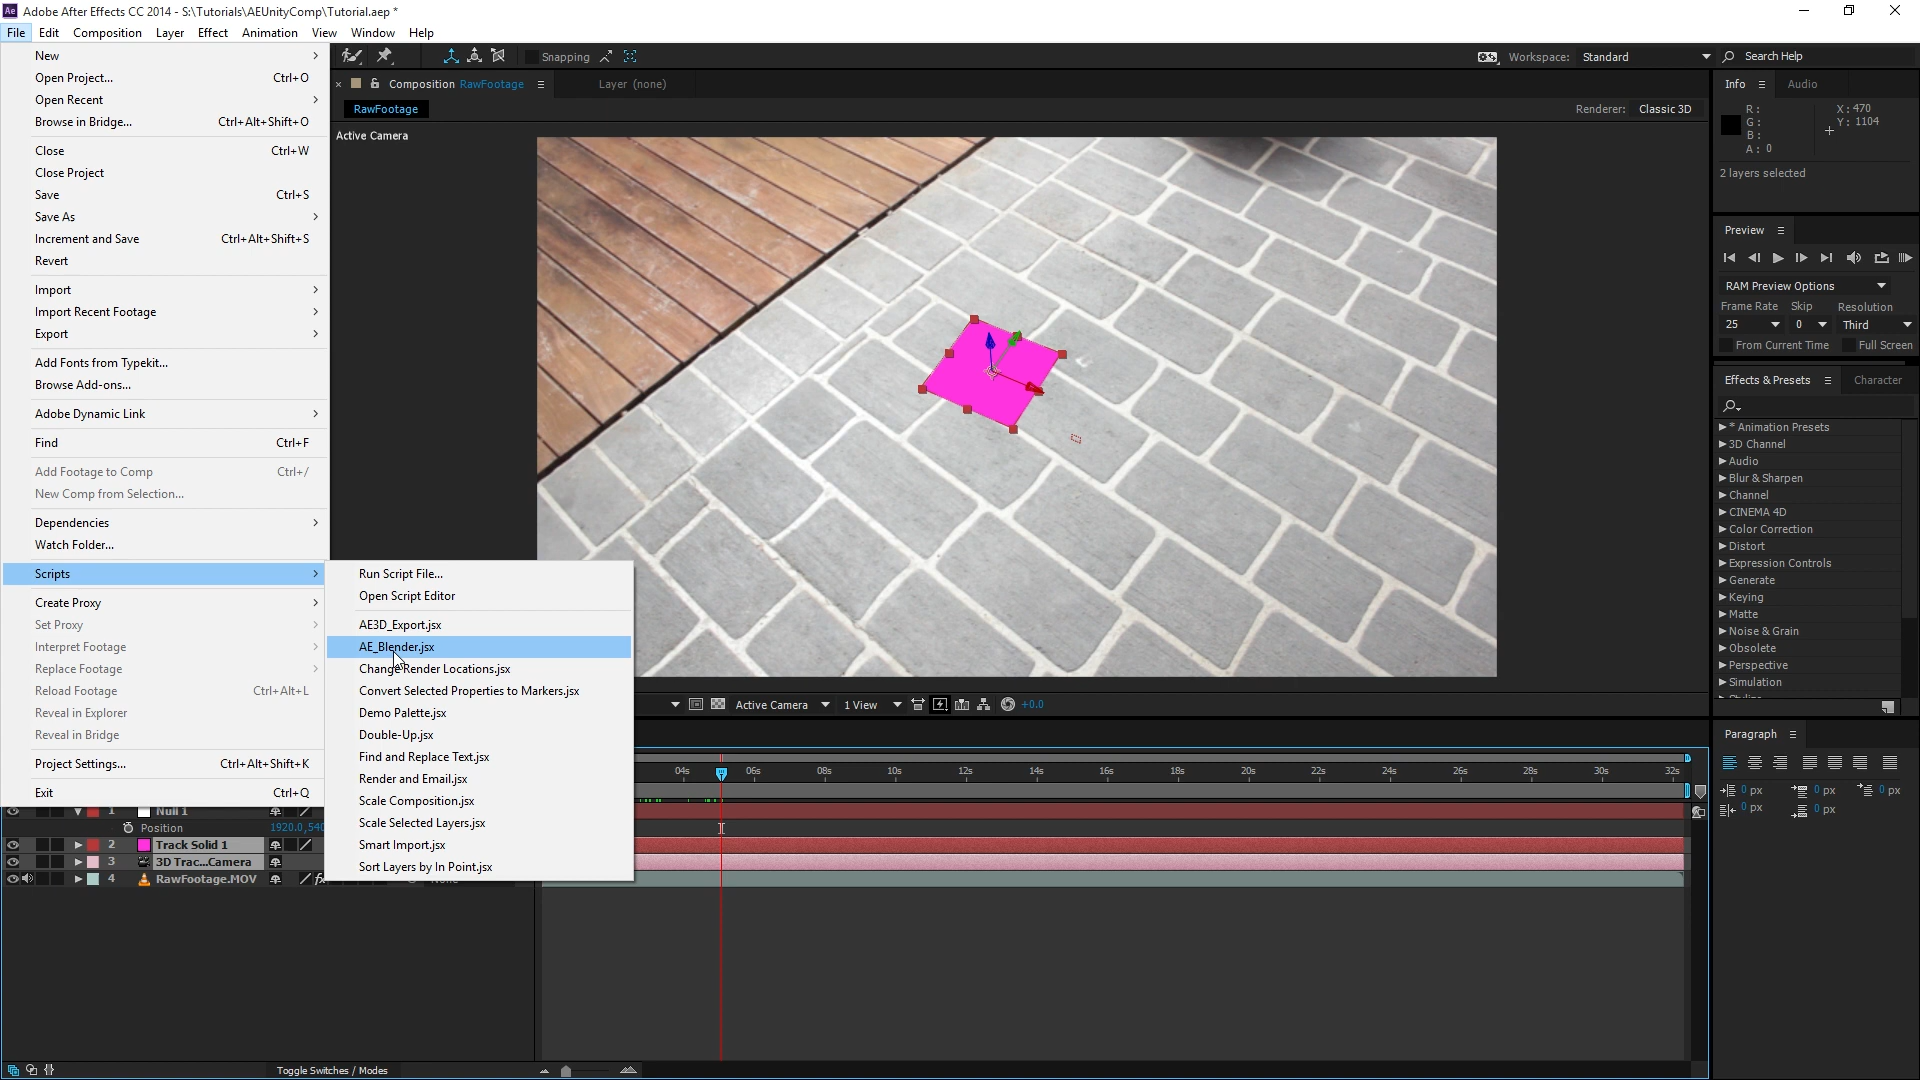 Adobe After Effects CC 2014 - S:\Tutorials\AEUnityComp\Tutorial.aep *
File Edit Composition Layer Effect Animation View Window Help
Snapping
Workspace: Standard
Search Help
New
Open Project... Ctrl+O
Open Recent
Browse in Bridge... Ctrl+Alt+Shift+O
Close Ctrl+W
Close Project
Save Ctrl+S
Save As
Increment and Save Ctrl+Alt+Shift+S
Revert
Import
Import Recent Footage
Export
Add Fonts from Typekit...
Browse Add-ons...
Adobe Dynamic Link
Find Ctrl+F
Add Footage to Comp Ctrl+/
New Comp from Selection...
Dependencies
Watch Folder...
Scripts
Create Proxy
Set Proxy
Interpret Footage
Replace Footage
Reload Footage Ctrl+Alt+L
Reveal in Explorer
Reveal in Bridge
Project Settings... Ctrl+Alt+Shift+K
Exit Ctrl+Q
Run Script File...
Open Script Editor
AE3D_Export.jsx
AE_Blender.jsx
Change Render Locations.jsx
Convert Selected Properties to Markers.jsx
Demo Palette.jsx
Double-Up.jsx
Find and Replace Text.jsx
Render and Email.jsx
Scale Composition.jsx
Scale Selected Layers.jsx
Smart Import.jsx
Sort Layers by In Point.jsx
Composition RawFootage
Layer (none)
RawFootage
Renderer: Classic 3D
Active Camera
Active Camera 1 View +0.0
Info Audio
R: X: 470
G: Y: 1104
B:
A: 0
2 layers selected
Preview
RAM Preview Options
Frame Rate Skip Resolution
25 0 Third
From Current Time Full Screen
Effects & Presets Character
* Animation Presets
3D Channel
Audio
Blur & Sharpen
Channel
CINEMA 4D
Color Correction
Distort
Expression Controls
Generate
Keying
Matte
Noise & Grain
Obsolete
Perspective
Simulation
Paragraph
0 px 0 px 0 px
0 px 0 px
04s 06s 08s 10s 12s 14s 16s 18s 20s 22s 24s 26s 28s 30s 32s
1 Null 1
Position 1920.0,540
2 Track Solid 1
3 3D Trac...Camera
4 RawFootage.MOV fx
Toggle Switches / Modes